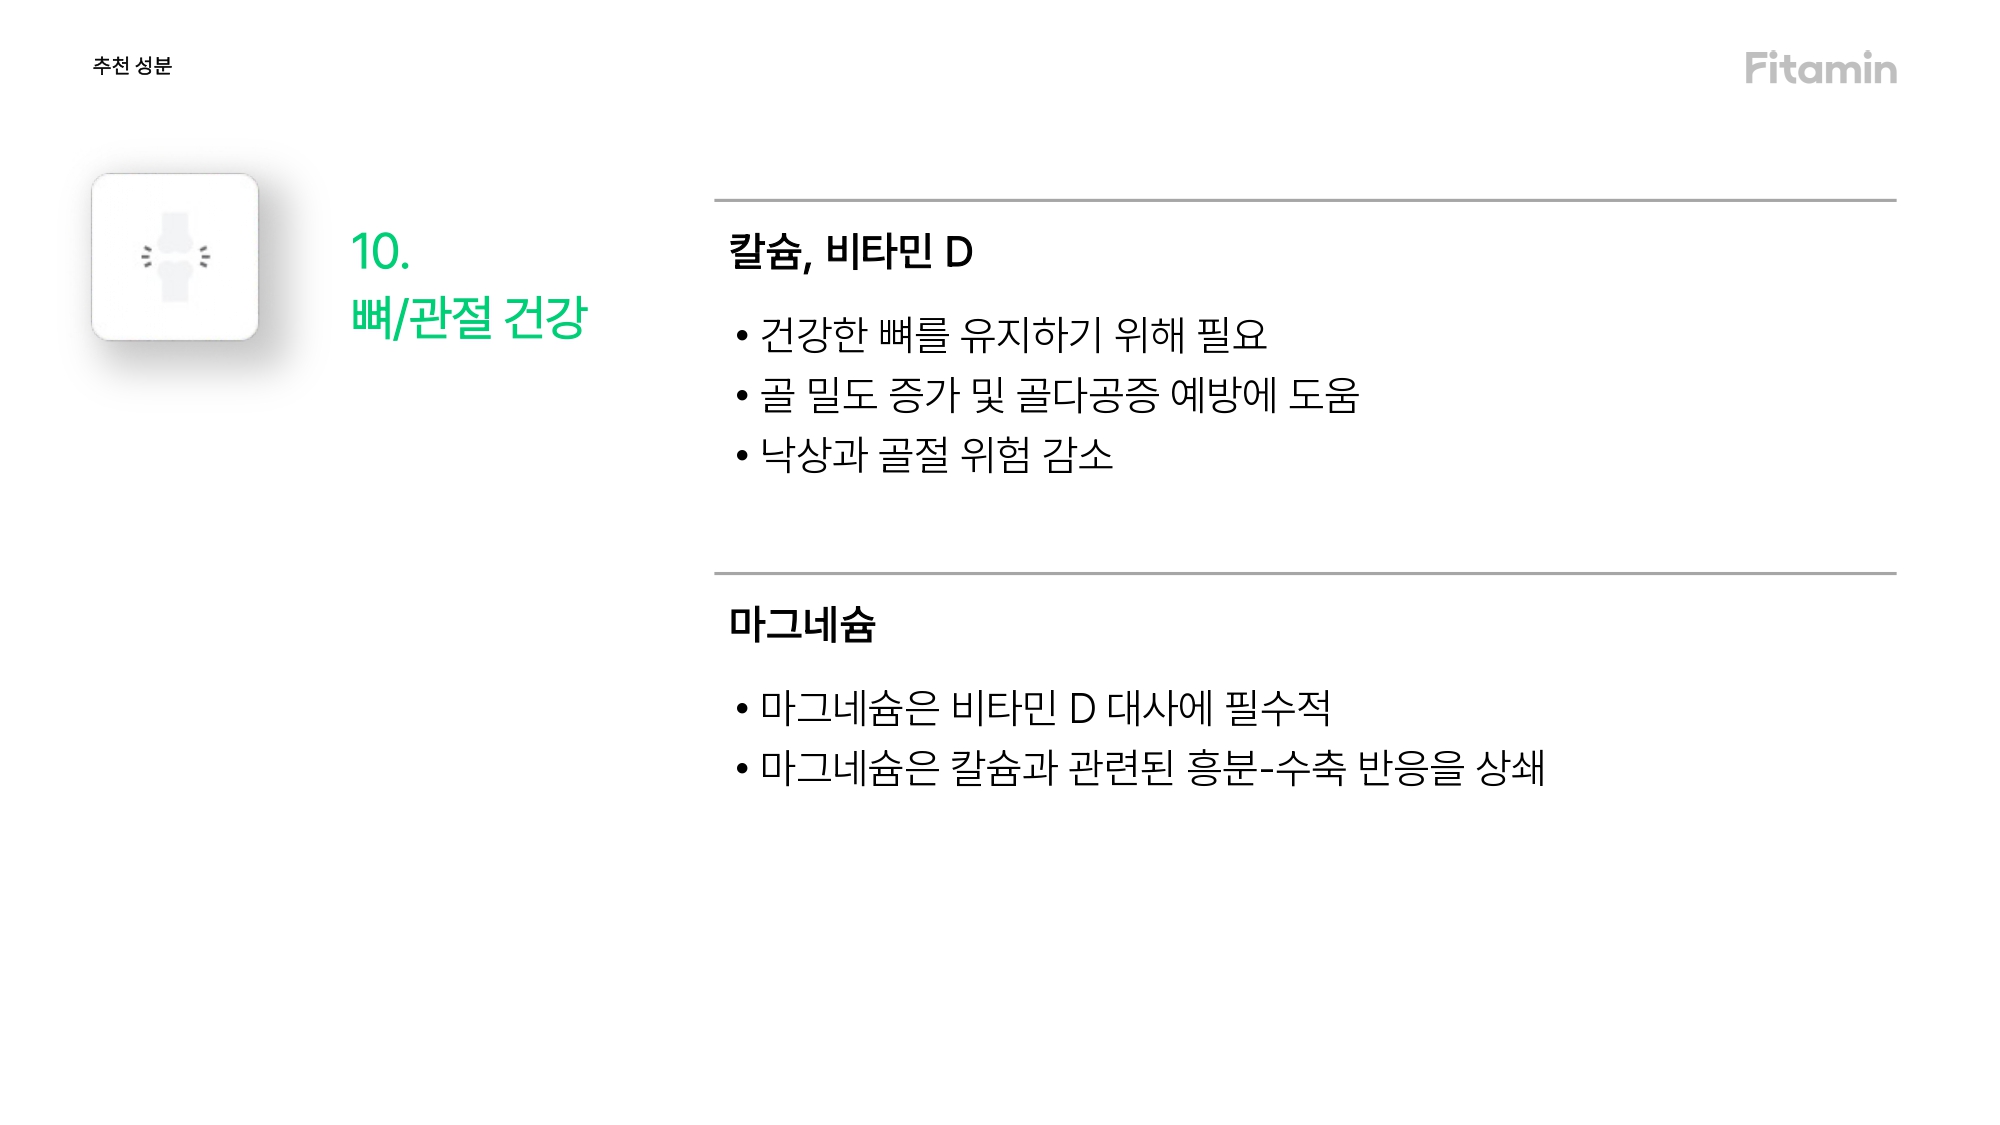 추천 성분
Fitamin
10.
뼈/관절 건강
칼슘, 비타민 D
• 건강한 뼈를 유지하기 위해 필요
• 골 밀도 증가 및 골다공증 예방에 도움
• 낙상과 골절 위험 감소
마그네슘
• 마그네슘은 비타민 D 대사에 필수적
• 마그네슘은 칼슘과 관련된 흥분-수축 반응을 상쇄